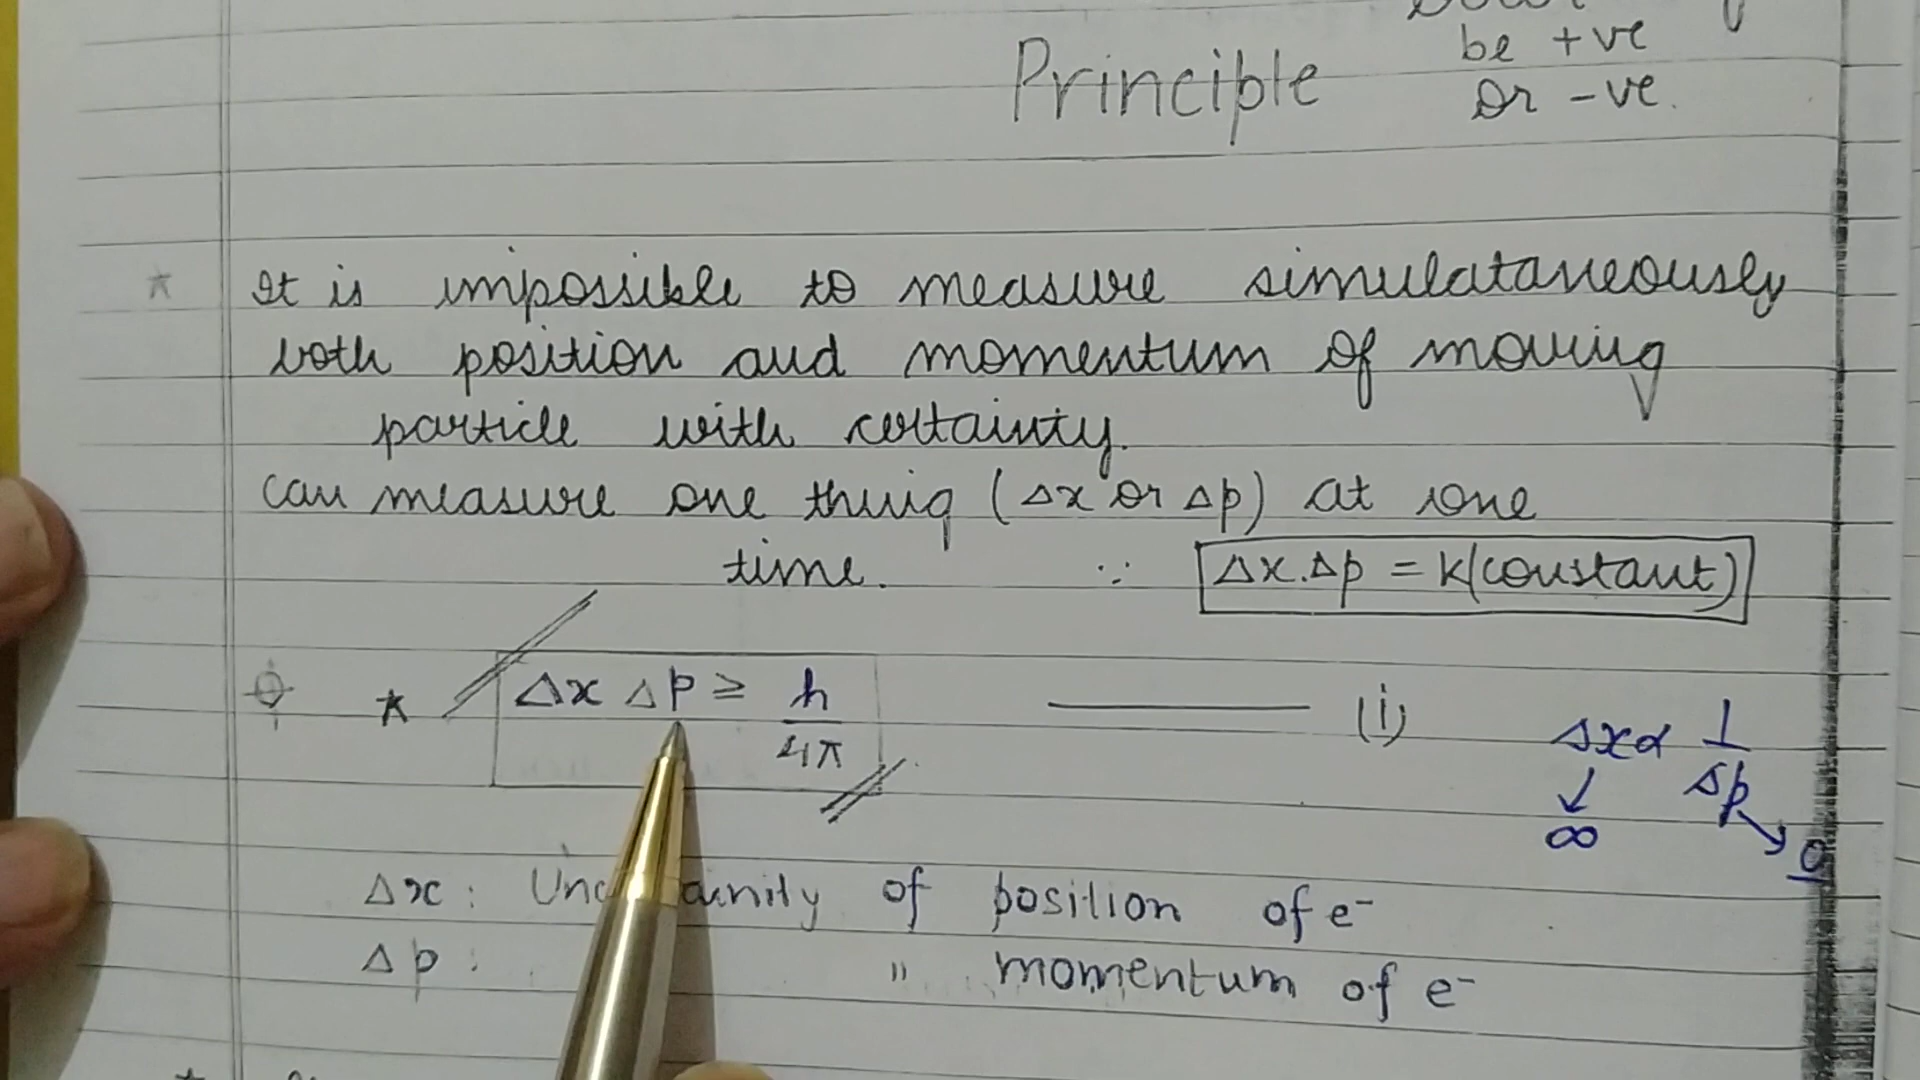 be +ve
Principle
or -ve.
* It is impossible to measure simulataneously
both position and momentum of moving
particle with certainty.
can measure one thing (Δx or Δp) at one
time. ∵ Δx.Δp = k(constant)
* Δx Δp ≥ h/4π (i)
Δx α 1/Δp
↓ ∞ → 0
Δx : of position of e⁻
Δp : " momentum of e⁻